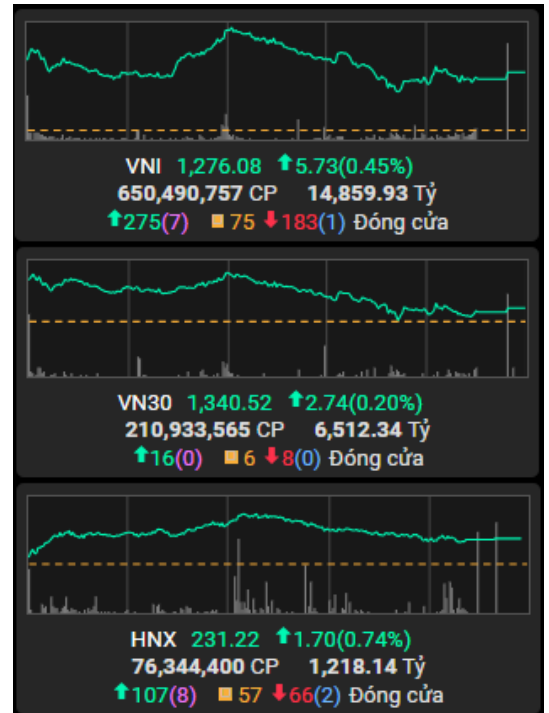 VNI 1,276.08 5.73(0.45%)
650,490,757 CP 14,859.93 Tỷ
275(7) 75 183(1) Đóng cửa
VN30 1,340.52 2.74(0.20%)
210,933,565 CP 6,512.34 Tỷ
16(0) 6 8(0) Đóng cửa
HNX 231.22 1.70(0.74%)
76,344,400 CP 1,218.14 Tỷ
107(8) 57 66(2) Đóng cửa